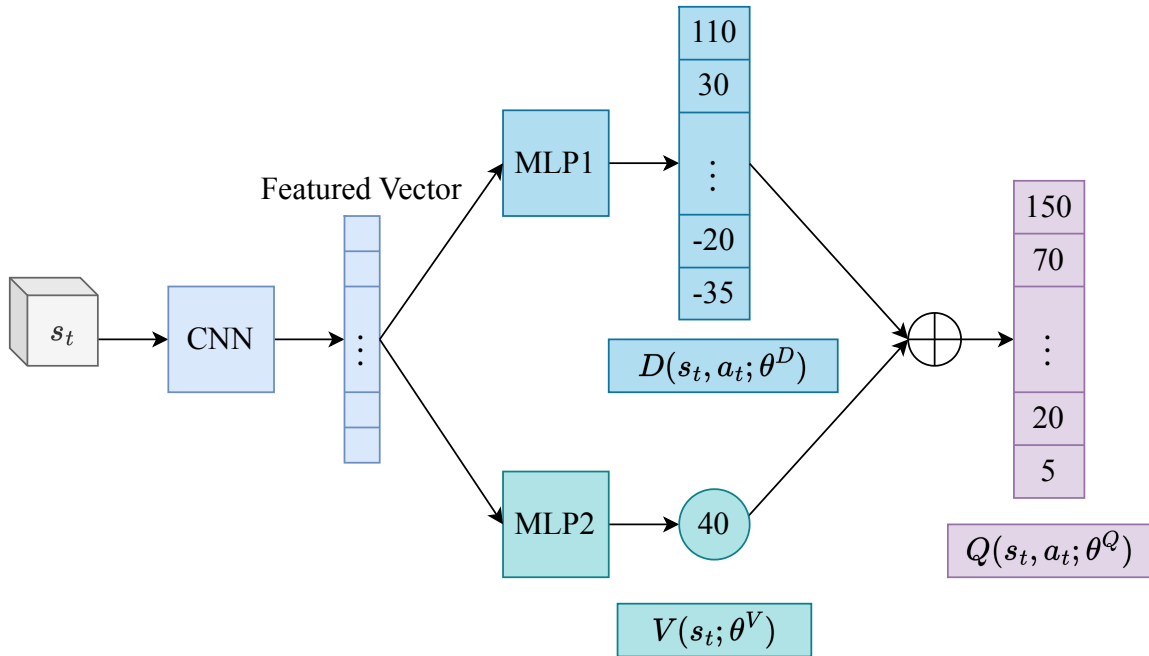 110
30
⋮
-20
-35
MLP1
Featured Vector
⋮
s_t
CNN
D(s_t, a_t; θ^D)
150
70
⋮
20
5
MLP2
40
Q(s_t, a_t; θ^Q)
V(s_t; θ^V)